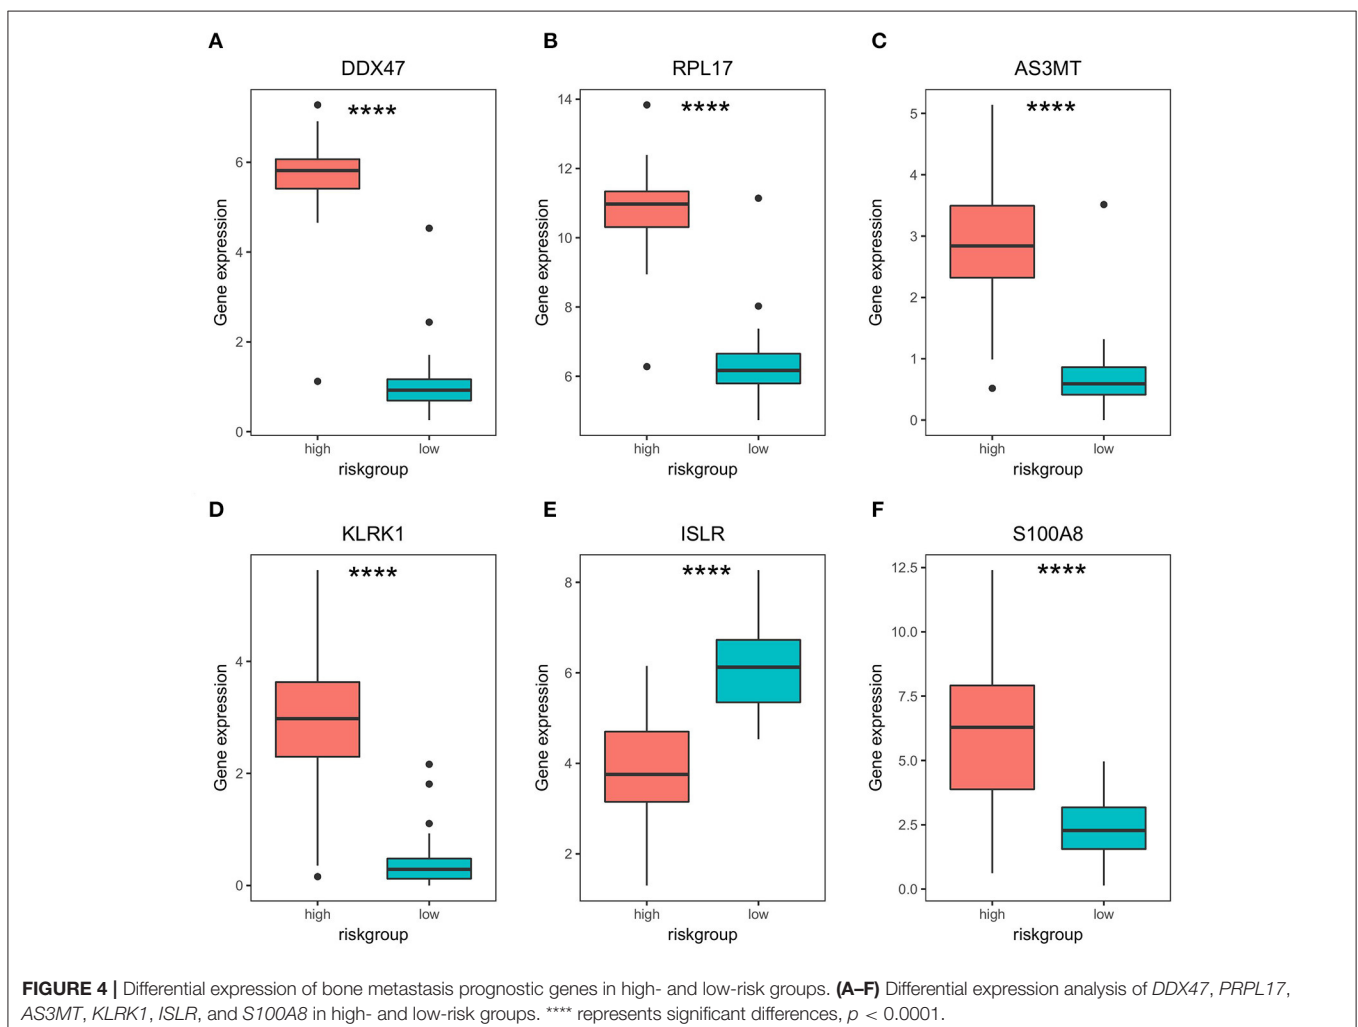 A
DDX47
****
Gene expression
6
4
2
0
high
low
riskgroup
B
RPL17
****
Gene expression
14
12
10
8
6
high
low
riskgroup
C
AS3MT
****
Gene expression
5
4
3
2
1
0
high
low
riskgroup
D
KLRK1
****
Gene expression
4
2
0
high
low
riskgroup
E
ISLR
****
Gene expression
8
6
4
2
high
low
riskgroup
F
S100A8
****
Gene expression
12.5
10.0
7.5
5.0
2.5
0.0
high
low
riskgroup
FIGURE 4 | Differential expression of bone metastasis prognostic genes in high- and low-risk groups. (A–F) Differential expression analysis of DDX47, PRPL17,
AS3MT, KLRK1, ISLR, and S100A8 in high- and low-risk groups. **** represents significant differences, p < 0.0001.